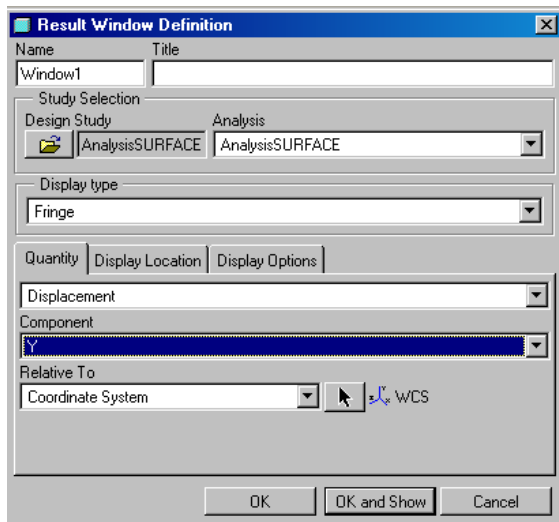 Result Window Definition
Name Title
Window1
Study Selection
Design Study Analysis
AnalysisSURFACE AnalysisSURFACE
Display type
Fringe
Quantity Display Location Display Options
Displacement
Component
Y
Relative To
Coordinate System WCS
OK OK and Show Cancel